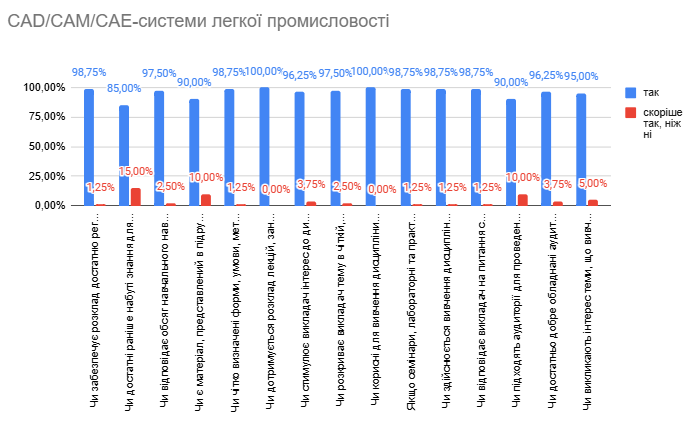 CAD/CAM/CAE-системи легкої промисловості
98,75% 85,00% 97,50% 90,00% 98,75% 100,00% 96,25% 97,50% 100,00% 98,75% 98,75% 98,75% 90,00% 96,25% 95,00%
100,00%
75,00%
50,00%
25,00%
0,00%
1,25% 15,00% 2,50% 10,00% 1,25% 0,00% 3,75% 2,50% 0,00% 1,25% 1,25% 1,25% 10,00% 3,75% 5,00%
так
скоріше
так, ніж
ні
Чи забезпечує розклад достатню рег…
Чи достатні раніше набуті знання для…
Чи відповідає обсяг навчального нав…
Чи є матеріал, представлений в підру…
Чи чітко визначені форми, умови, мет…
Чи дотримується розклад лекцій, зан…
Чи стимулює викладач інтерес до ди…
Чи розкриває викладач тему в чіткій,…
Чи корисні для вивчення дисципліни…
Якщо семінари, лабораторні та практ…
Чи здійснюється вивчення дисциплін…
Чи відповідає викладач на питання с…
Чи підходять аудиторії для проведен…
Чи достатньо добре обладнані аудит…
Чи викликають інтерес теми, що вивч…